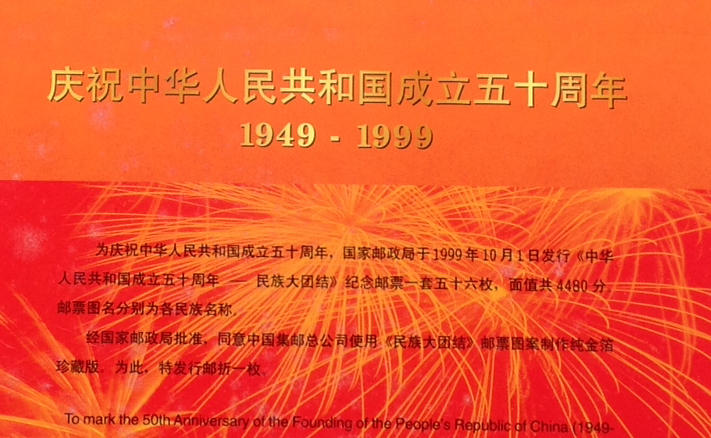 庆祝中华人民共和国成立五十周年
1949 - 1999
为庆祝中华人民共和国成立五十周年，国家邮政局于1999年10月1日发行《中华
人民共和国成立五十周年 — 民族大团结》纪念邮票一套五十六枚，面值共4480分，
邮票图名分别为各民族名称。
经国家邮政局批准，同意中国集邮总公司使用《民族大团结》邮票图案制作纯金箔
珍藏版。为此，特发行邮折一枚。
To mark the 50th Anniversary of the Founding of the People's Republic of China (1949-